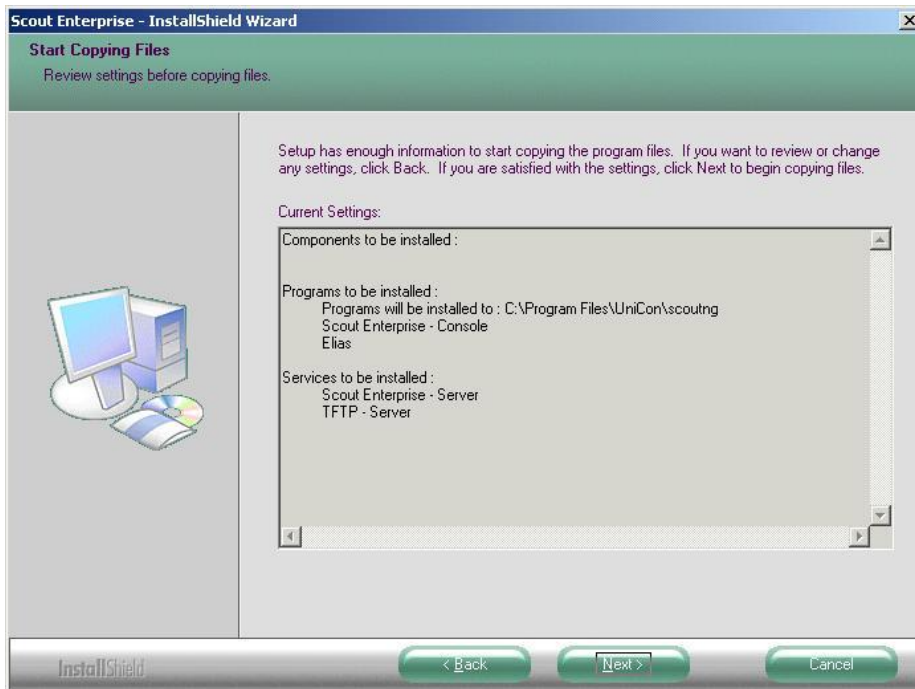 Scout Enterprise - InstallShield Wizard
Start Copying Files
Review settings before copying files.
Setup has enough information to start copying the program files. If you want to review or change
any settings, click Back. If you are satisfied with the settings, click Next to begin copying files.
Current Settings:
Components to be installed :
Programs to be installed :
Programs will be installed to : C:\Program Files\UniCon\scoutng
Scout Enterprise - Console
Elias
Services to be installed :
Scout Enterprise - Server
TFTP - Server
InstallShield
< Back
Next >
Cancel